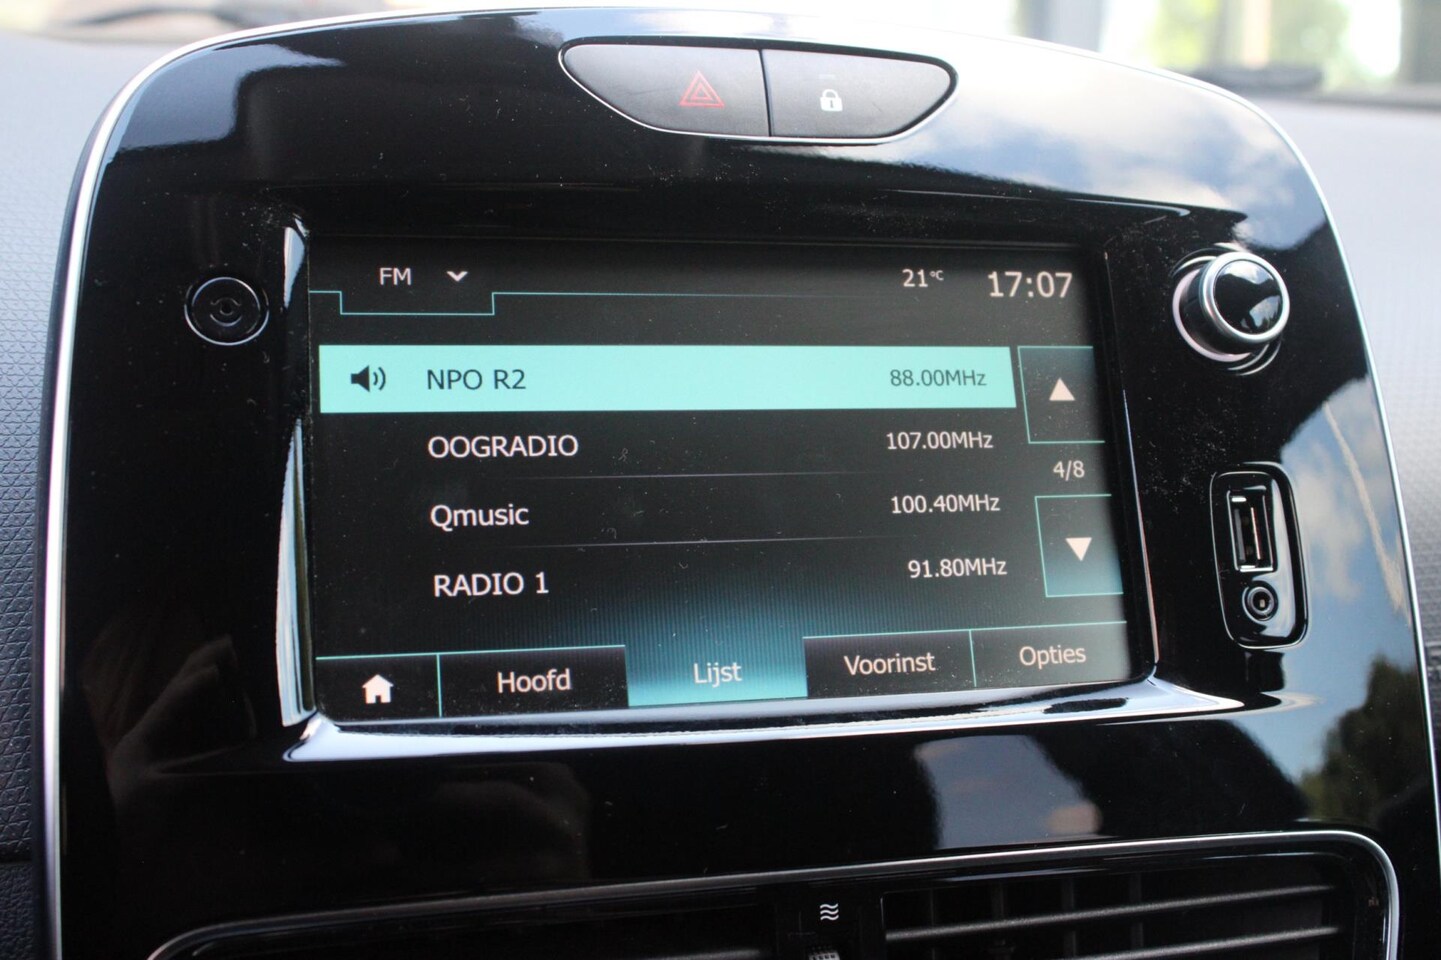 FM 21°C 17:07
NPO R2 88.00MHz
OOGRADIO 107.00MHz
4/8
Qmusic 100.40MHz
RADIO 1 91.80MHz
Hoofd Lijst Voorinst Opties